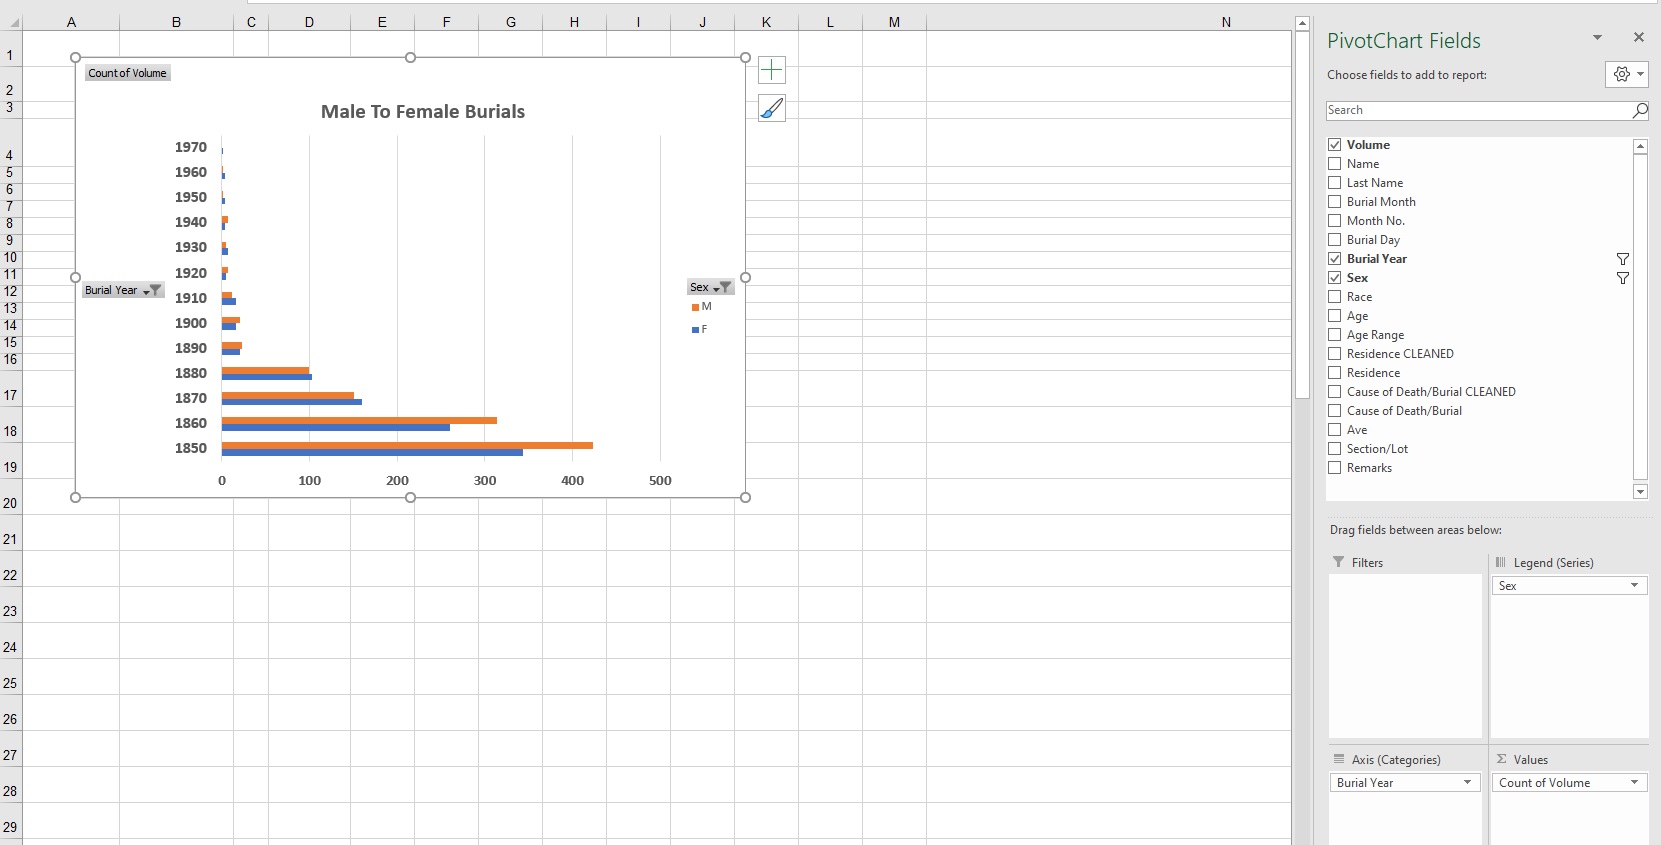 A B C D E F G H I J K L M N
1
2
3
4
5
6
7
8
9
10
11
12
13
14
15
16
17
18
19
20
21
22
23
24
25
26
27
28
29
Count of Volume
Male To Female Burials
1970
1960
1950
1940
1930
1920
1910
1900
1890
1880
1870
1860
1850
0 100 200 300 400 500
Burial Year
Sex
M
F
PivotChart Fields
Choose fields to add to report:
Search
Volume
Name
Last Name
Burial Month
Month No.
Burial Day
Burial Year
Sex
Race
Age
Age Range
Residence CLEANED
Residence
Cause of Death/Burial CLEANED
Cause of Death/Burial
Ave
Section/Lot
Remarks
Drag fields between areas below:
Filters
Legend (Series)
Sex
Axis (Categories)
Burial Year
Σ Values
Count of Volume